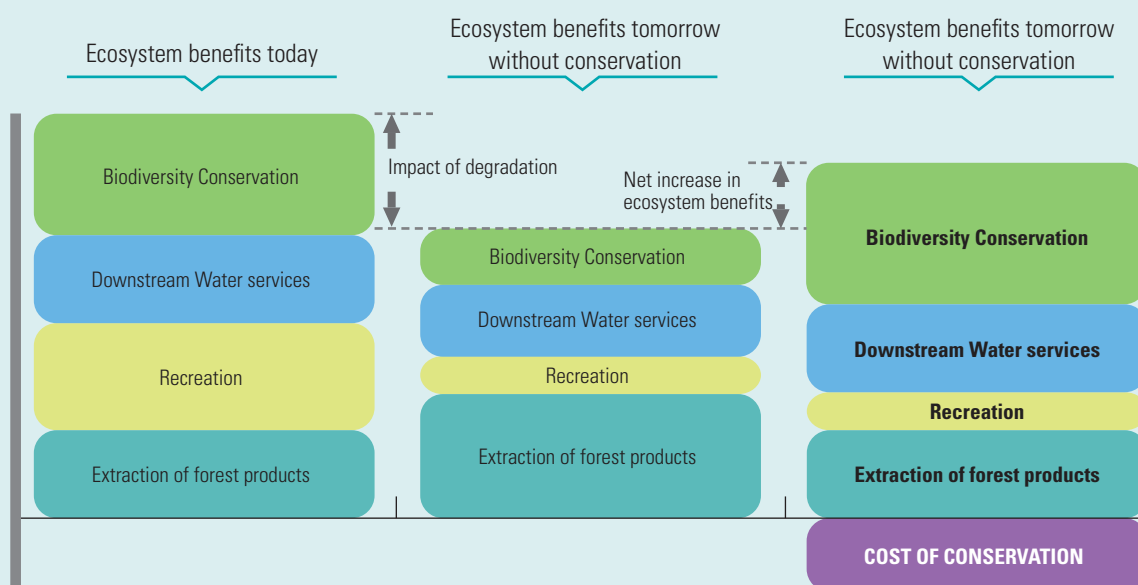 Ecosystem benefits today
Ecosystem benefits tomorrow
without conservation
Ecosystem benefits tomorrow
without conservation
Biodiversity Conservation
Downstream Water services
Recreation
Extraction of forest products
Impact of degradation
Biodiversity Conservation
Downstream Water services
Recreation
Extraction of forest products
Net increase in
ecosystem benefits
Biodiversity Conservation
Downstream Water services
Recreation
Extraction of forest products
COST OF CONSERVATION